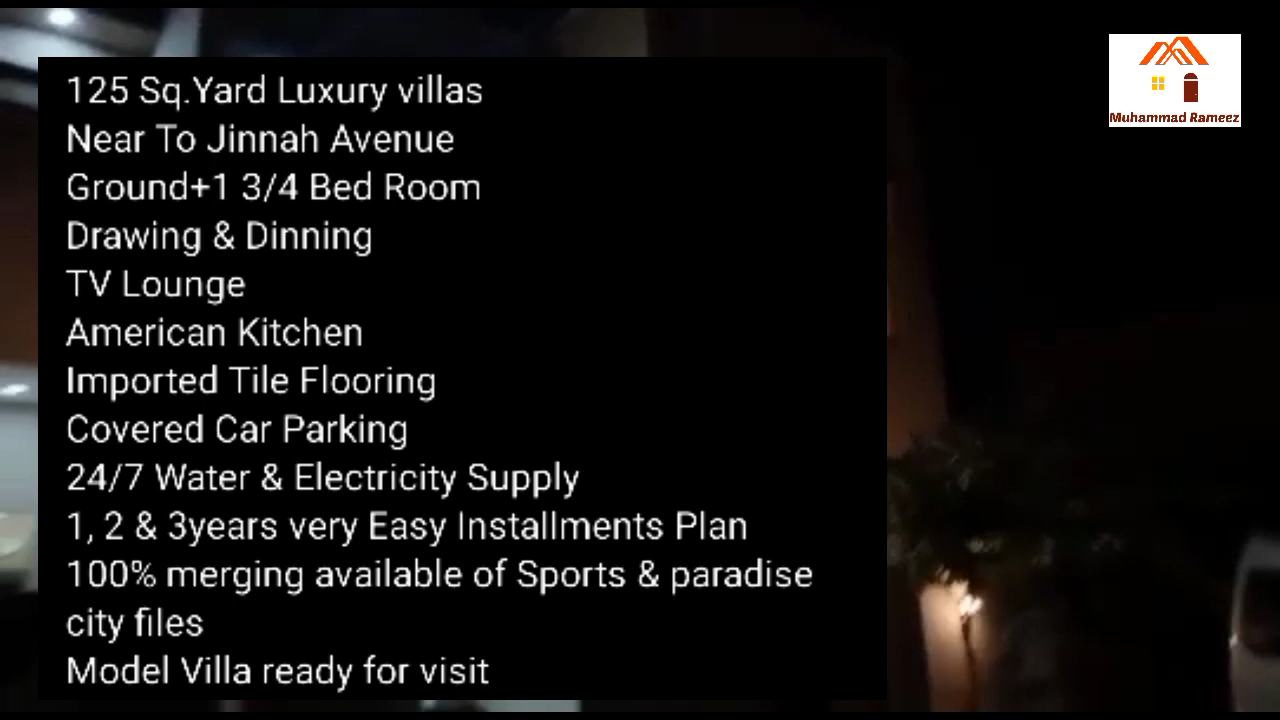 125 Sq.Yard Luxury villas
Near To Jinnah Avenue
Ground+1 3/4 Bed Room
Drawing & Dinning
TV Lounge
American Kitchen
Imported Tile Flooring
Covered Car Parking
24/7 Water & Electricity Supply
1, 2 & 3years very Easy Installments Plan
100% merging available of Sports & paradise
city files
Model Villa ready for visit
Muhammad Rameez